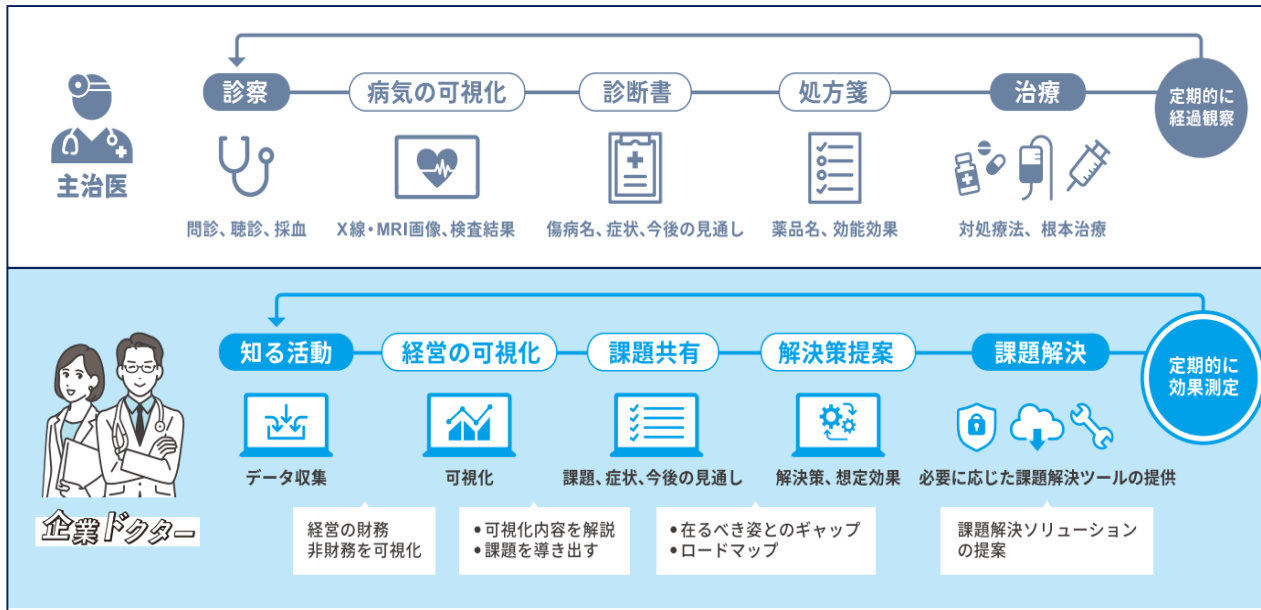 診察
病気の可視化
診断書
処方箋
治療
定期的に
経過観察
主治医
問診、聴診、採血
X線・MRI画像、検査結果
傷病名、症状、今後の見通し
薬品名、効能効果
対処療法、根本治療
知る活動
経営の可視化
課題共有
解決策提案
課題解決
定期的に
効果測定
データ収集
可視化
課題、症状、今後の見通し
解決策、想定効果
必要に応じた課題解決ツールの提供
企業ドクター
経営の財務
非財務を可視化
•可視化内容を解説
•課題を導き出す
•在るべき姿とのギャップ
•ロードマップ
課題解決ソリューション
の提案